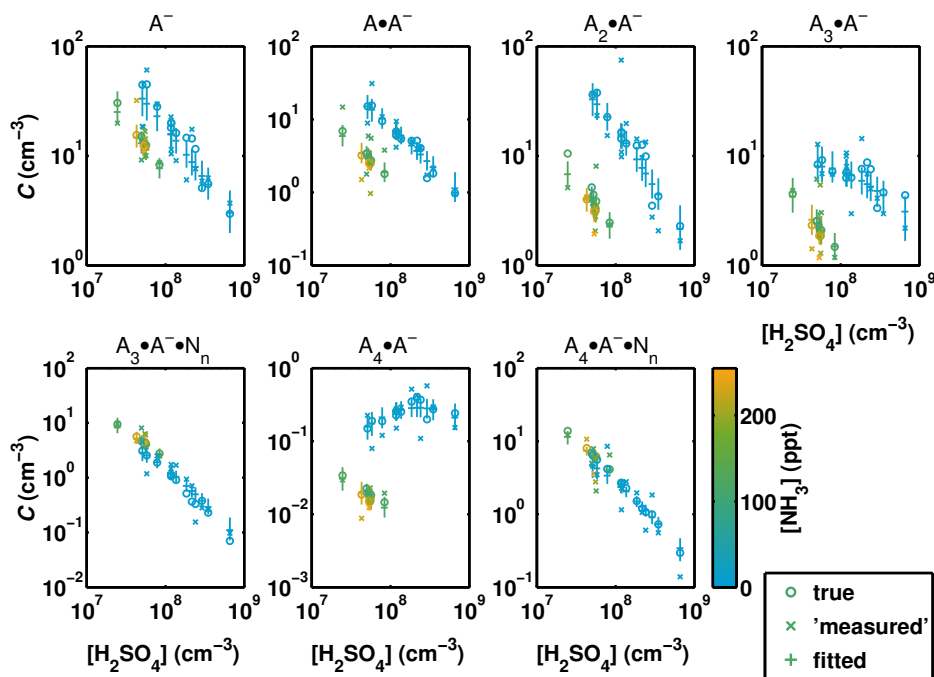 A⁻ A•A⁻ A₂•A⁻ A₃•A⁻
10² 10² 10² 10²
C (cm⁻³)
10¹ 10¹ 10¹
10⁰
10⁰ 10⁻¹ 10⁰ 10⁰
10⁷ 10⁸ 10⁹ 10⁷ 10⁸ 10⁹ 10⁷ 10⁸ 10⁹ 10⁷ 10⁸ 10⁹
[H₂SO₄] (cm⁻³)
A₃•A⁻•Nₙ A₄•A⁻ A₄•A⁻•Nₙ
10² 10⁰ 10²
C (cm⁻³)
10¹ 10⁻¹ 10¹
10⁰
10⁻¹ 10⁻² 10⁰
10⁻² 10⁻³ 10⁻¹
10⁷ 10⁸ 10⁹ 10⁷ 10⁸ 10⁹ 10⁷ 10⁸ 10⁹
[H₂SO₄] (cm⁻³) [H₂SO₄] (cm⁻³) [H₂SO₄] (cm⁻³)
200
100
0
[NH₃] (ppt)
true
'measured'
fitted